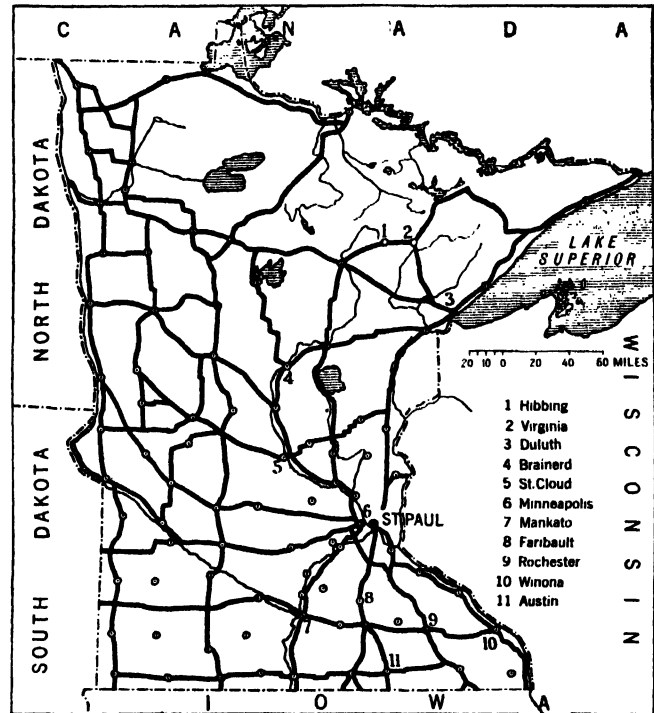 C A N A D A
NORTH DAKOTA
SOUTH DAKOTA
WISCONSIN
LAKE SUPERIOR
20 10 0 20 40 60 MILES
1 Hibbing
2 Virginia
3 Duluth
4 Brainerd
5 St. Cloud
6 Minneapolis
7 Mankato
8 Faribault
9 Rochester
10 Winona
11 Austin
1 2
3
4
5
6 ST. PAUL
7
8
9
10
11
I O W A